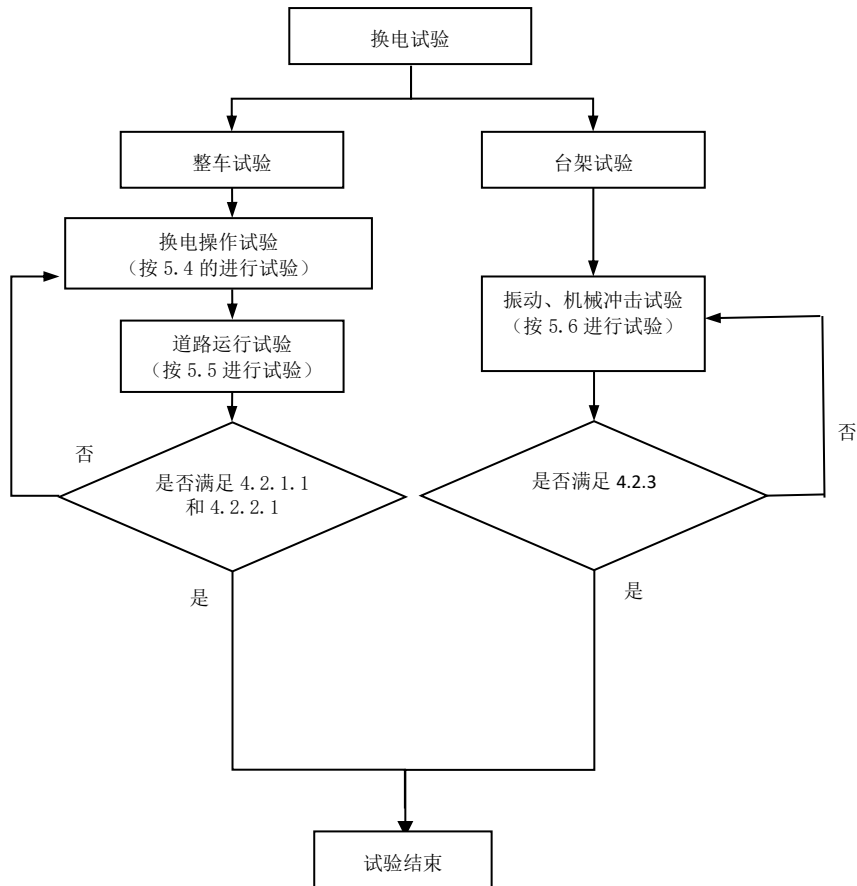 换电试验
整车试验
台架试验
换电操作试验
（按 5.4 的进行试验）
振动、机械冲击试验
（按 5.6 进行试验）
道路运行试验
（按 5.5 进行试验）
否
否
是否满足 4.2.1.1
和 4.2.2.1
是否满足 4.2.3
是
是
试验结束